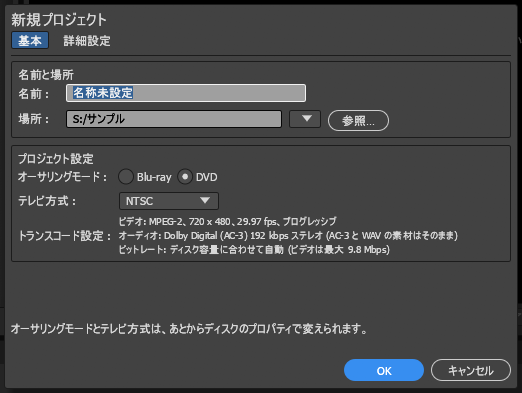 新規プロジェクト
基本 詳細設定
名前と場所
名前： 名称未設定
場所： S:/サンプル 参照...
プロジェクト設定
オーサリングモード： Blu-ray DVD
テレビ方式： NTSC
ビデオ: MPEG-2、720 x 480、29.97 fps、プログレッシブ
トランスコード設定： オーディオ: Dolby Digital (AC-3) 192 kbps ステレオ (AC-3 と WAV の素材はそのまま)
ビットレート: ディスク容量に合わせて自動 (ビデオは最大 9.8 Mbps)
オーサリングモードとテレビ方式は、あとからディスクのプロパティで変えられます。
OK キャンセル